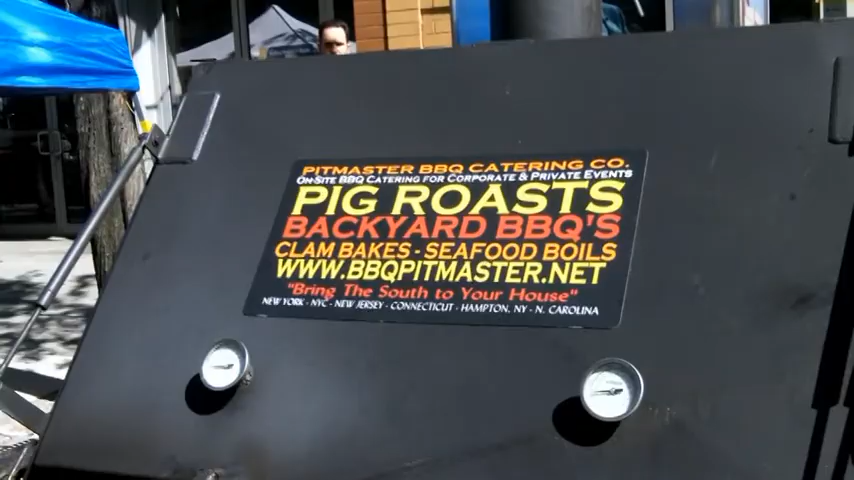 PITMASTER BBQ CATERING CO.
ON-SITE BBQ CATERING FOR CORPORATE & PRIVATE EVENTS
PIG ROASTS
BACKYARD BBQ'S
CLAM BAKES - SEAFOOD BOILS
WWW.BBQPITMASTER.NET
"BRING THE SOUTH TO YOUR HOUSE"
NEW YORK - NYC - NEW JERSEY - CONNECTICUT - HAMPTON, NY - N. CAROLINA